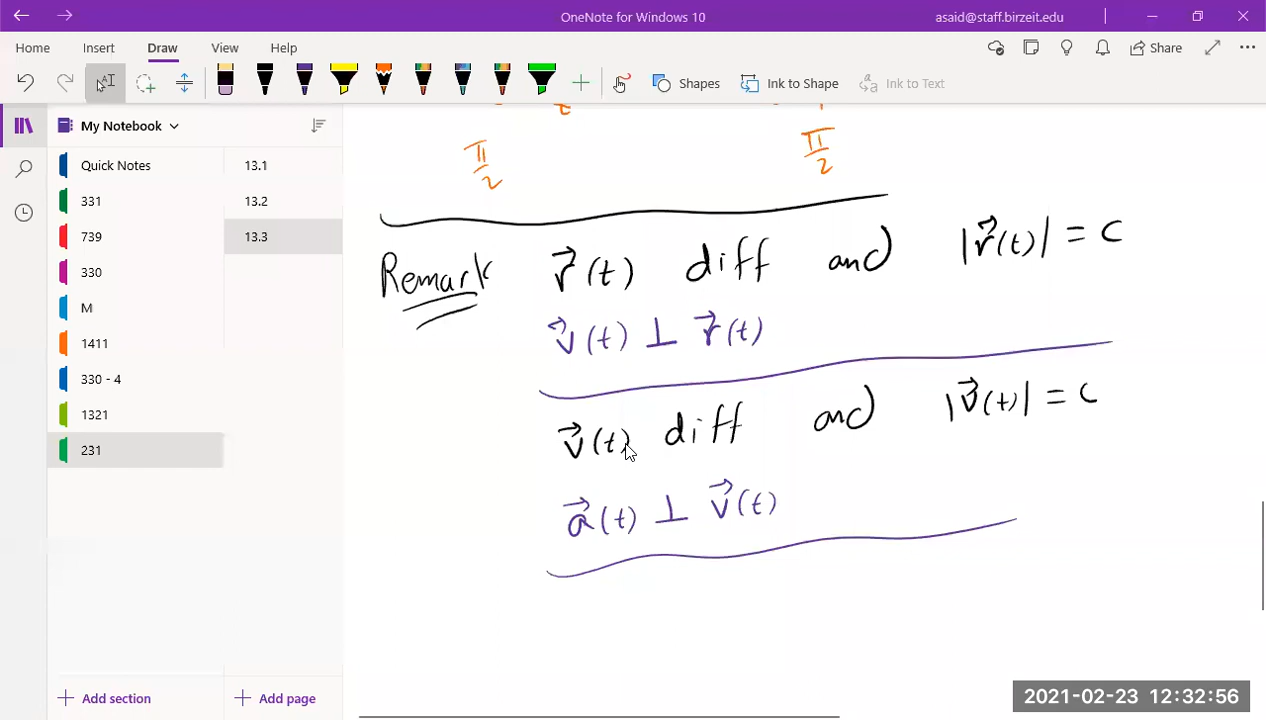 OneNote for Windows 10
asaid@staff.birzeit.edu
Home Insert Draw View Help
Share
Shapes Ink to Shape Ink to Text
My Notebook
Quick Notes 13.1
331 13.2
739 13.3
330
M
1411
330 - 4
1321
231
Add section Add page
t
π/2 π/2
Remark r⃗(t) diff and |r⃗(t)| = c
v⃗(t) ⊥ r⃗(t)
v⃗(t) diff and |v⃗(t)| = c
a⃗(t) ⊥ v⃗(t)
2021-02-23 12:32:56